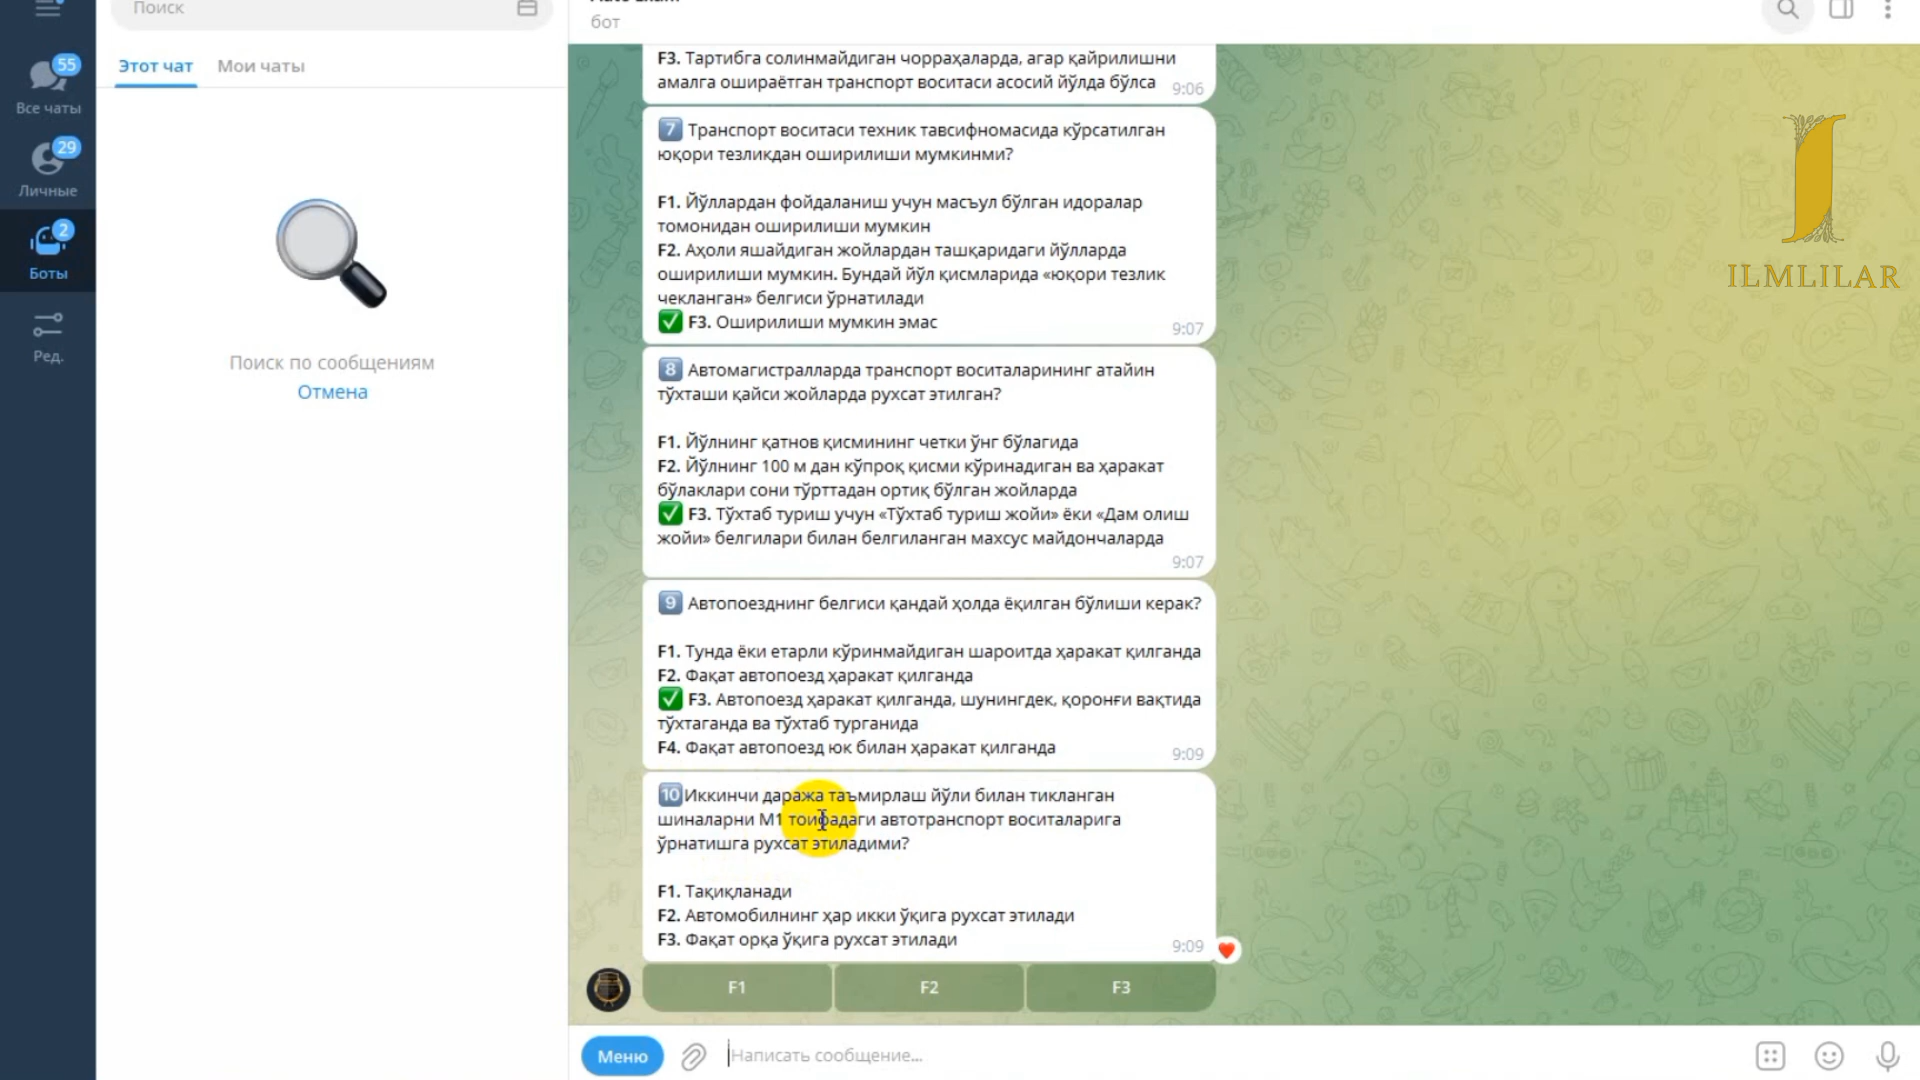 Поиск
бот
Этот чат Мои чаты
55
Все чаты
29
Личные
2
Боты
Ред.
Поиск по сообщениям
Отмена
F3. Тартибга солинмайдиган чорраҳаларда, агар қайрилишни
амалга ошираётган транспорт воситаси асосий йўлда бўлса 9:06
7 Транспорт воситаси техник тавсифномасида кўрсатилган
юқори тезликдан оширилиши мумкинми?
F1. Йўллардан фойдаланиш учун масъул бўлган идоралар
томонидан оширилиши мумкин
F2. Аҳоли яшайдиган жойлардан ташқаридаги йўлларда
оширилиши мумкин. Бундай йўл қисмларида «юқори тезлик
чекланган» белгиси ўрнатилади
✅ F3. Оширилиши мумкин эмас 9:07
8 Автомагистралларда транспорт воситаларининг атайин
тўхташи қайси жойларда рухсат этилган?
F1. Йўлнинг қатнов қисмининг четки ўнг бўлагида
F2. Йўлнинг 100 м дан кўпроқ қисми кўринадиган ва ҳаракат
бўлаклари сони тўрттадан ортиқ бўлган жойларда
✅ F3. Тўхтаб туриш учун «Тўхтаб туриш жойи» ёки «Дам олиш
жойи» белгилари билан белгиланган махсус майдончаларда
9:07
9 Автопоезднинг белгиси қандай ҳолда ёқилган бўлиши керак?
F1. Тунда ёки етарли кўринмайдиган шароитда ҳаракат қилганда
F2. Фақат автопоезд ҳаракат қилганда
✅ F3. Автопоезд ҳаракат қилганда, шунингдек, қоронғи вақтида
тўхтаганда ва тўхтаб турганида
F4. Фақат автопоезд юк билан ҳаракат қилганда 9:09
10 Иккинчи даража таъмирлаш йўли билан тикланган
шиналарни М1 тоифадаги автотранспорт воситаларига
ўрнатишга рухсат этиладими?
F1. Тақиқланади
F2. Автомобилнинг ҳар икки ўқига рухсат этилади
F3. Фақат орқа ўқига рухсат этилади 9:09
F1 F2 F3
Меню Написать сообщение...
ILMLILAR